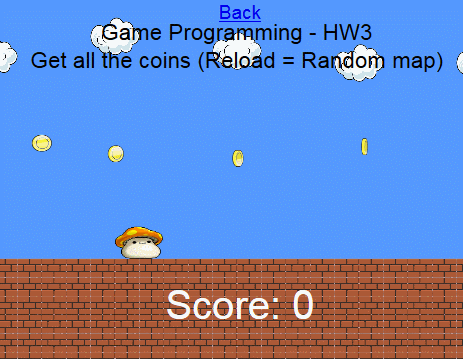 Back
Game Programming - HW3
Get all the coins (Reload = Random map)
Score: 0